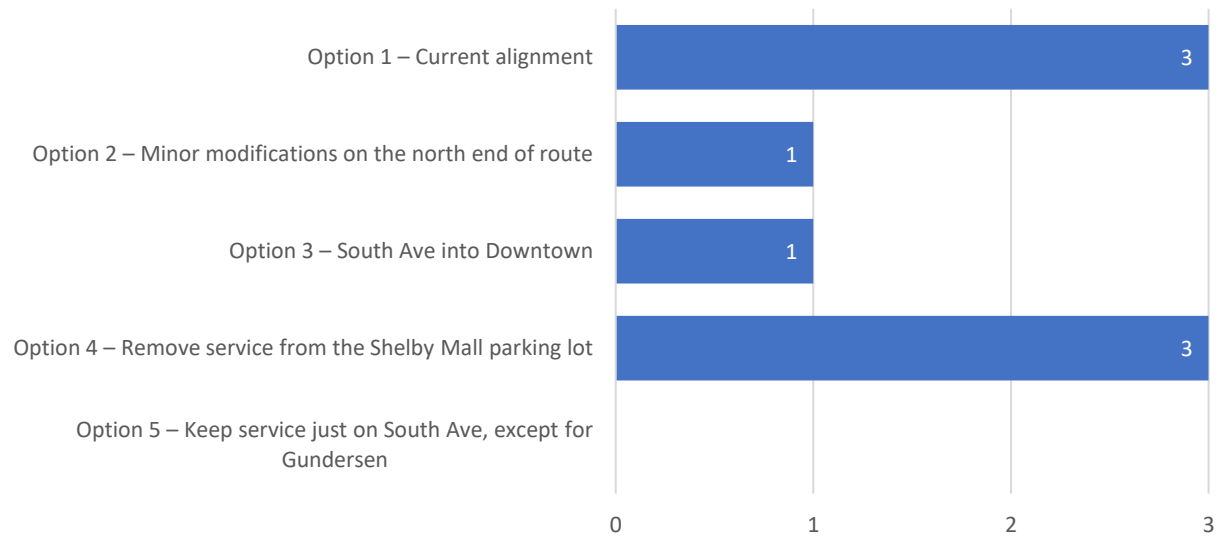 Option 1 – Current alignment
3
Option 2 – Minor modifications on the north end of route
1
Option 3 – South Ave into Downtown
1
Option 4 – Remove service from the Shelby Mall parking lot
3
Option 5 – Keep service just on South Ave, except for
Gundersen
0 1 2 3